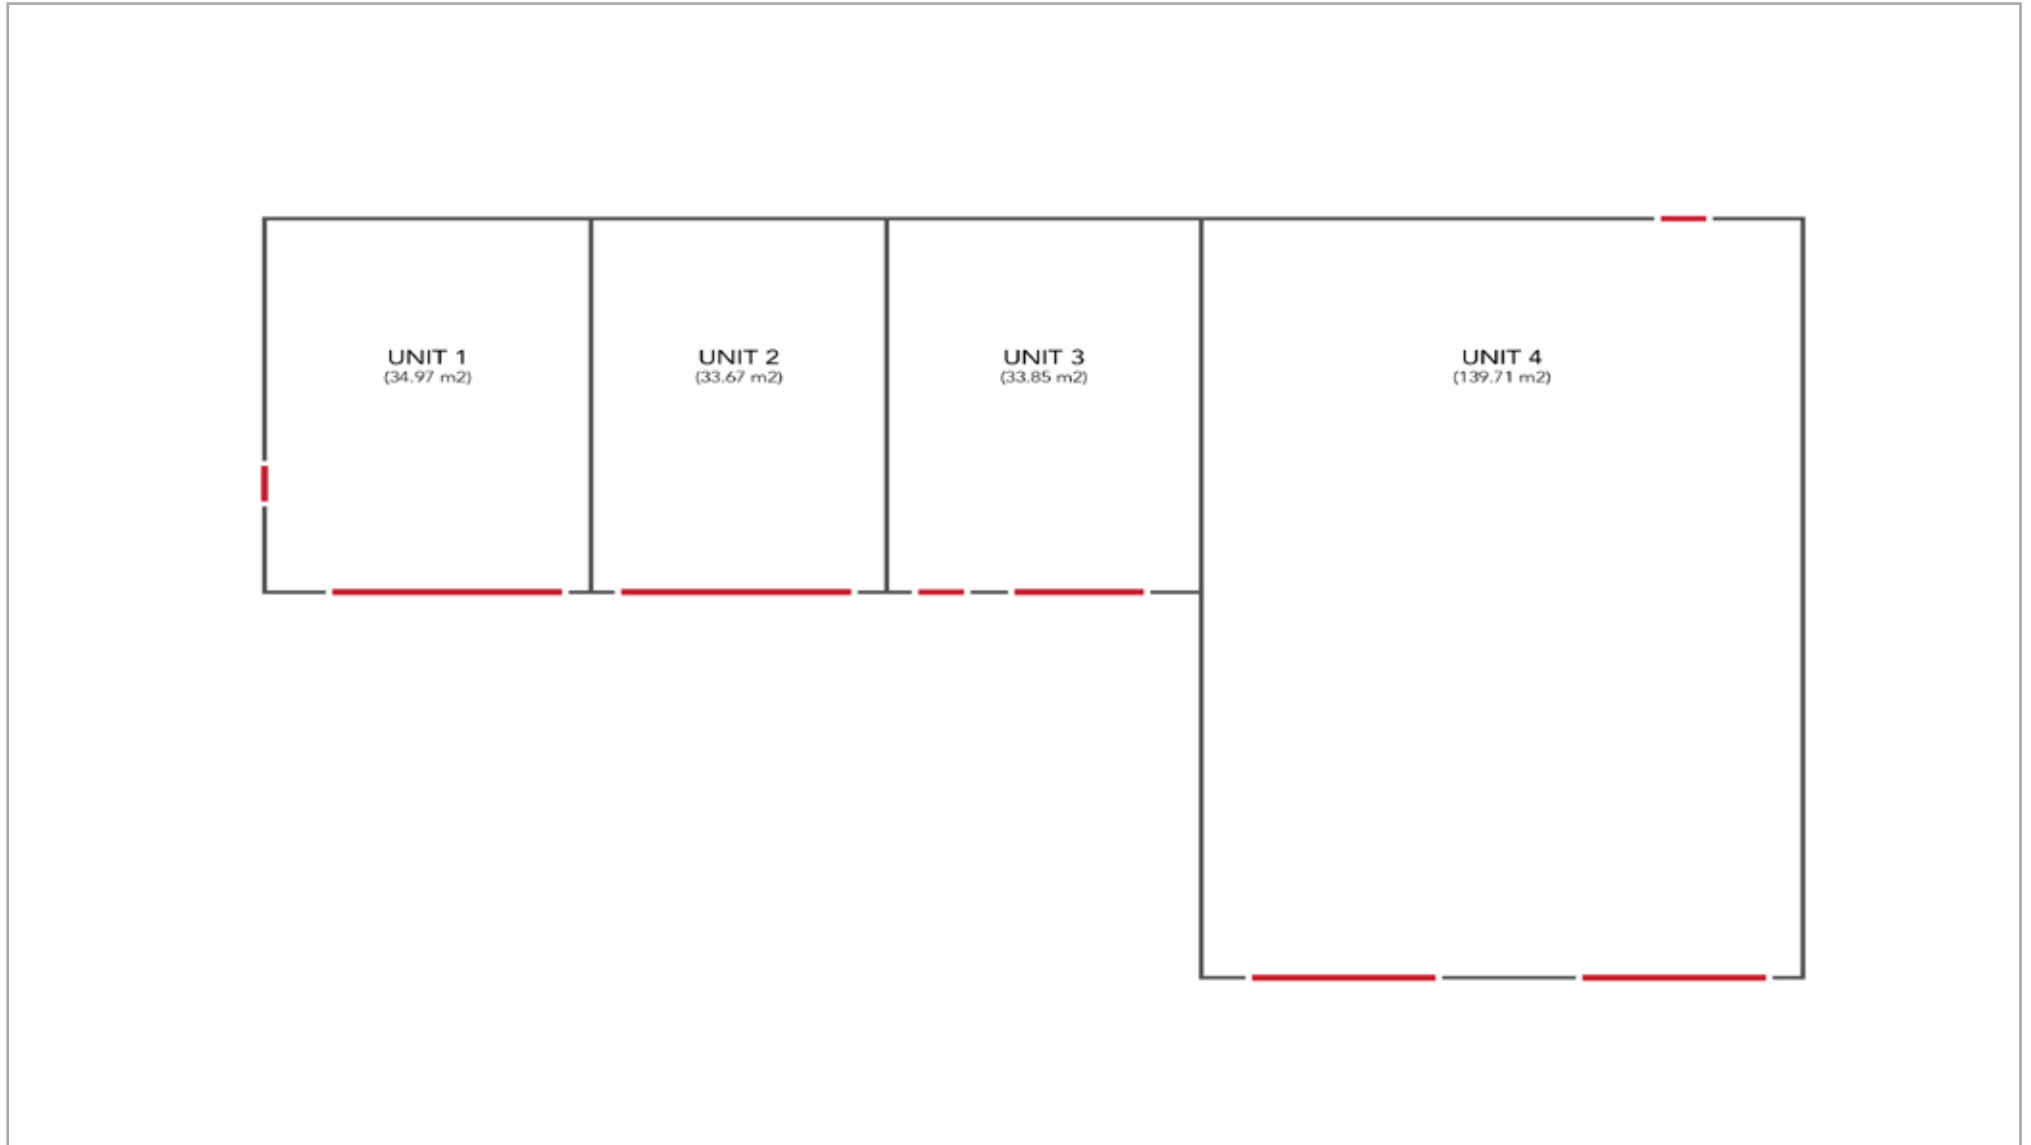 UNIT 1
(34.97 m2)
UNIT 2
(33.67 m2)
UNIT 3
(33.85 m2)
UNIT 4
(139.71 m2)